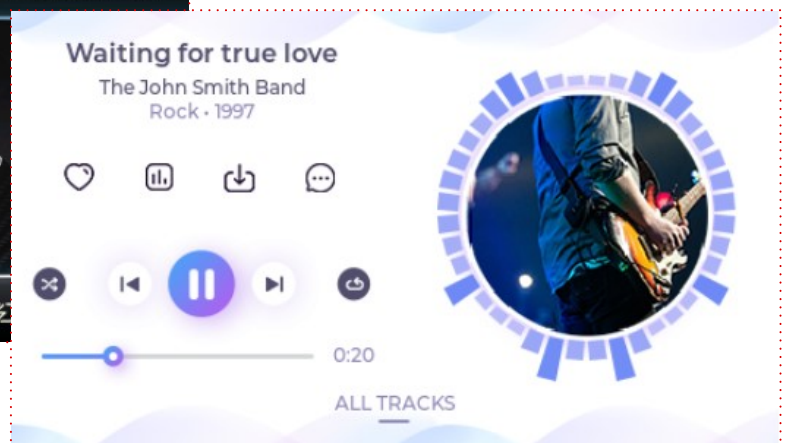 Waiting for true love
The John Smith Band
Rock • 1997
0:20
ALL TRACKS